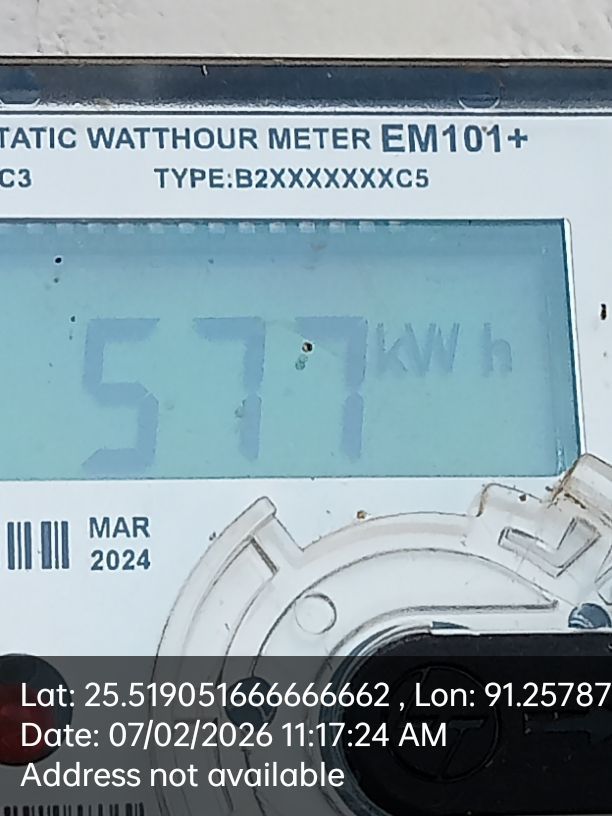 TATIC WATTHOUR METER EM101+
C3 TYPE:B2XXXXXXXC5
577 kWh
MAR
2024
Lat: 25.519051666666662 , Lon: 91.25787
Date: 07/02/2026 11:17:24 AM
Address not available